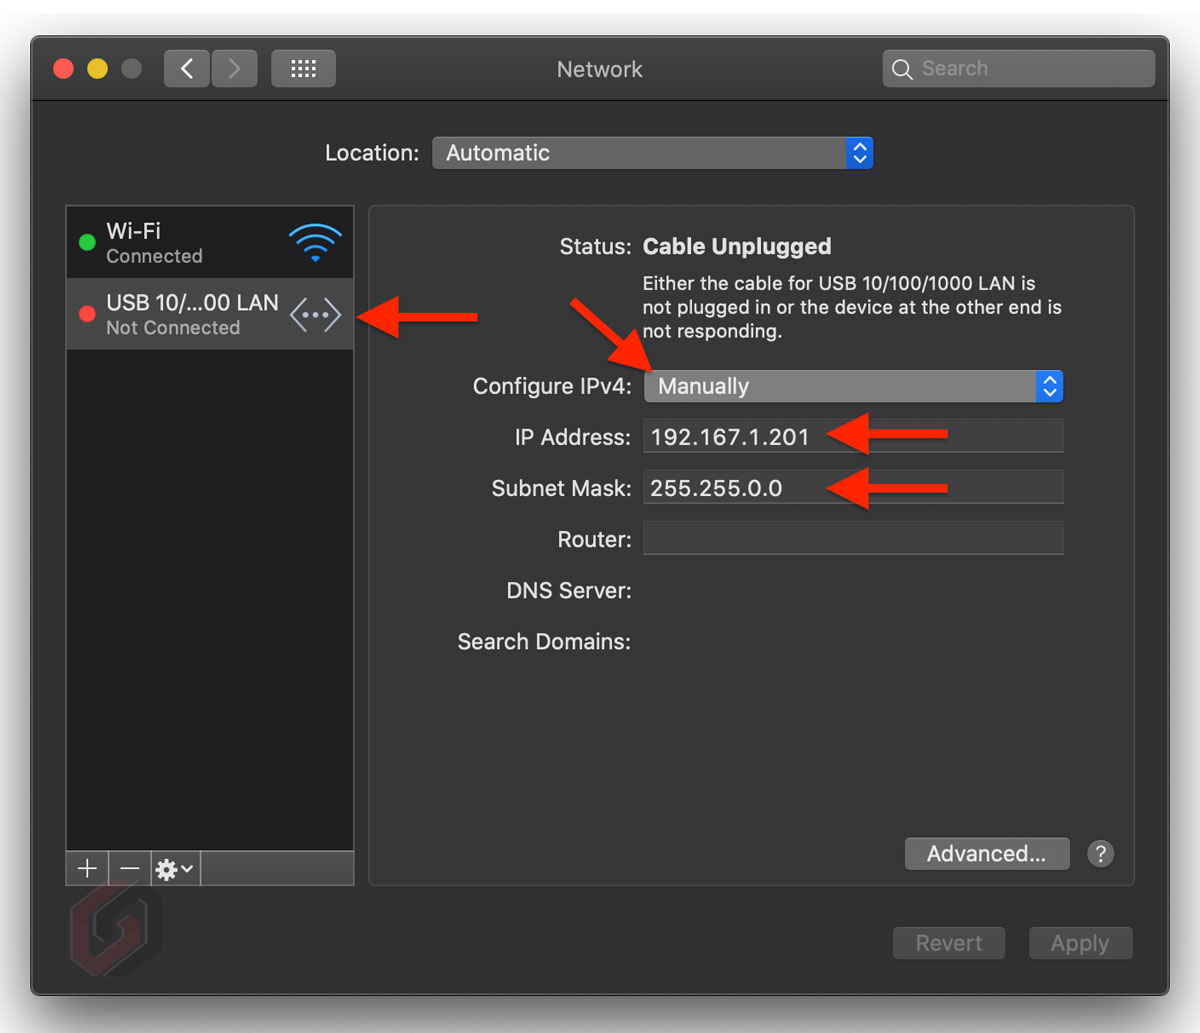 Network
Search
Location: Automatic
Wi-Fi
Connected
USB 10/...00 LAN
Not Connected
Status: Cable Unplugged
Either the cable for USB 10/100/1000 LAN is
not plugged in or the device at the other end is
not responding.
Configure IPv4: Manually
IP Address: 192.167.1.201
Subnet Mask: 255.255.0.0
Router:
DNS Server:
Search Domains:
Advanced... ?
Revert Apply